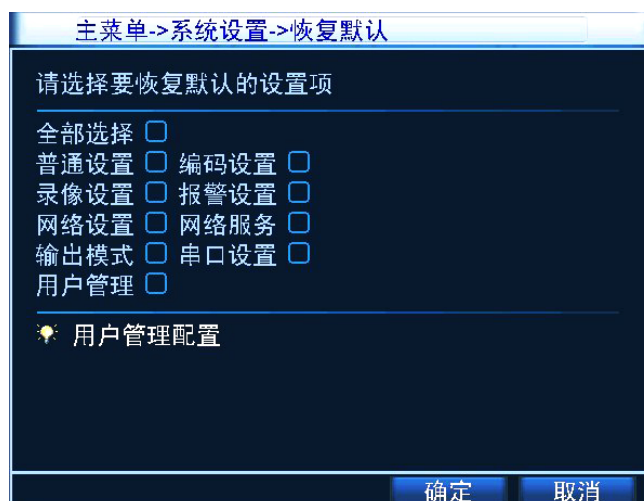 主菜单->系统设置->恢复默认
请选择要恢复默认的设置项
全部选择
普通设置 编码设置
录像设置 报警设置
网络设置 网络服务
输出模式 串口设置
用户管理
用户管理配置
确定 取消